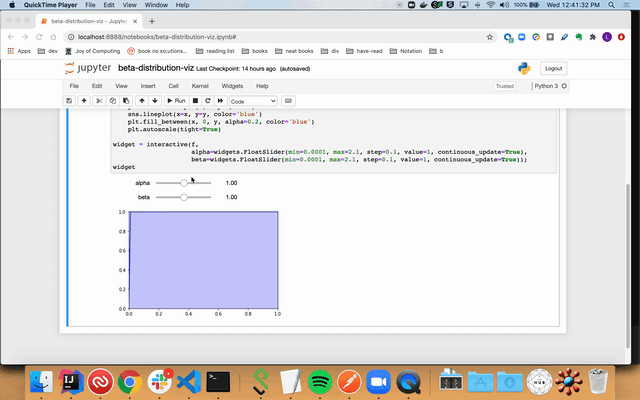 QuickTime Player File Edit View Window Help 100% Wed Nov 12:41:32 PM
beta-distribution-viz - Jupyter
localhost:8888/notebooks/beta-distribution-viz.ipynb#
Apps dev Joy of Computing book no scutions... reading list books neat books div have-read Notation b
jupyter beta-distribution-viz Last Checkpoint: 14 hours ago (autosaved) Logout
File Edit View Insert Cell Kernel Widgets Help Trusted Python 3
Run Code
sns.lineplot(x=x, y=y, color='blue')
plt.fill_between(x, 0, y, alpha=0.2, color='blue')
plt.autoscale(tight=True)
widget = interactive(f,
alpha=widgets.FloatSlider(min=0.0001, max=2.1, step=0.1, value=1, continuous_update=True),
beta=widgets.FloatSlider(min=0.0001, max=2.1, step=0.1, value=1, continuous_update=True));
widget
alpha 1.00
beta 1.00
1.0
0.8
0.6
0.4
0.2
0.0
0.0 0.2 0.4 0.6 0.8 1.0
HUB